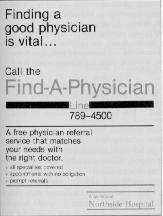 Finding a
good physician
is vital...
Call the
Find-A-Physician
Line
789-4500
A free physician referral
service that matches
your needs with
the right doctor.
• all specialties covered
• appointments with no obligation
• prompt referrals
A service of
Northside Hospital